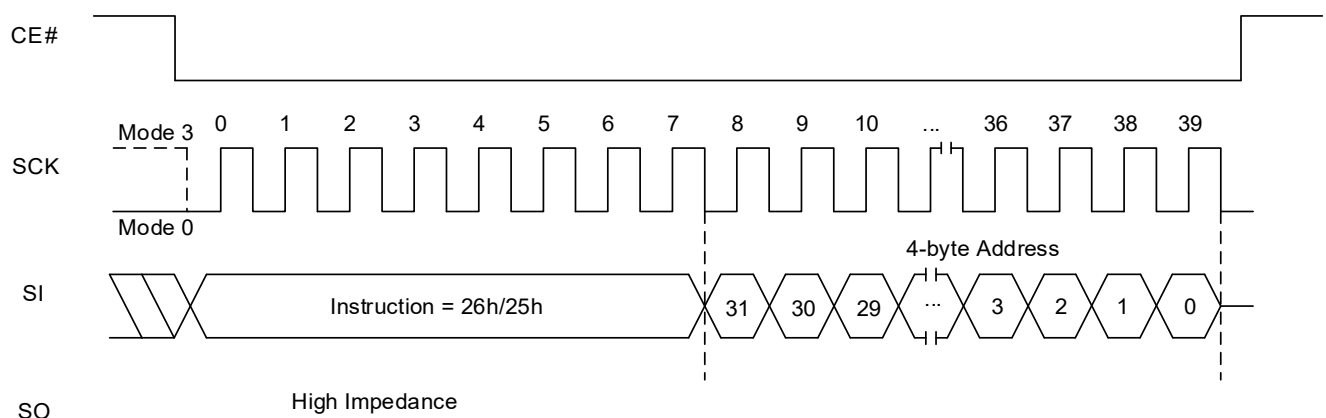 CE#
0 1 2 3 4 5 6 7 8 9 10 ... 36 37 38 39
Mode 3
SCK
Mode 0
4-byte Address
SI
Instruction = 26h/25h 31 30 29 ... 3 2 1 0
High Impedance
SO